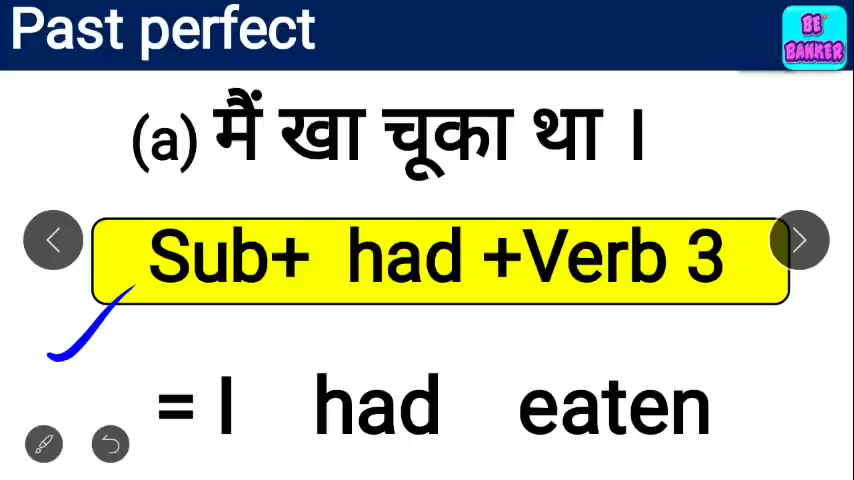 Past perfect
BE
BANKER
(a) मैं खा चूका था ।
Sub+ had +Verb 3
= I had eaten